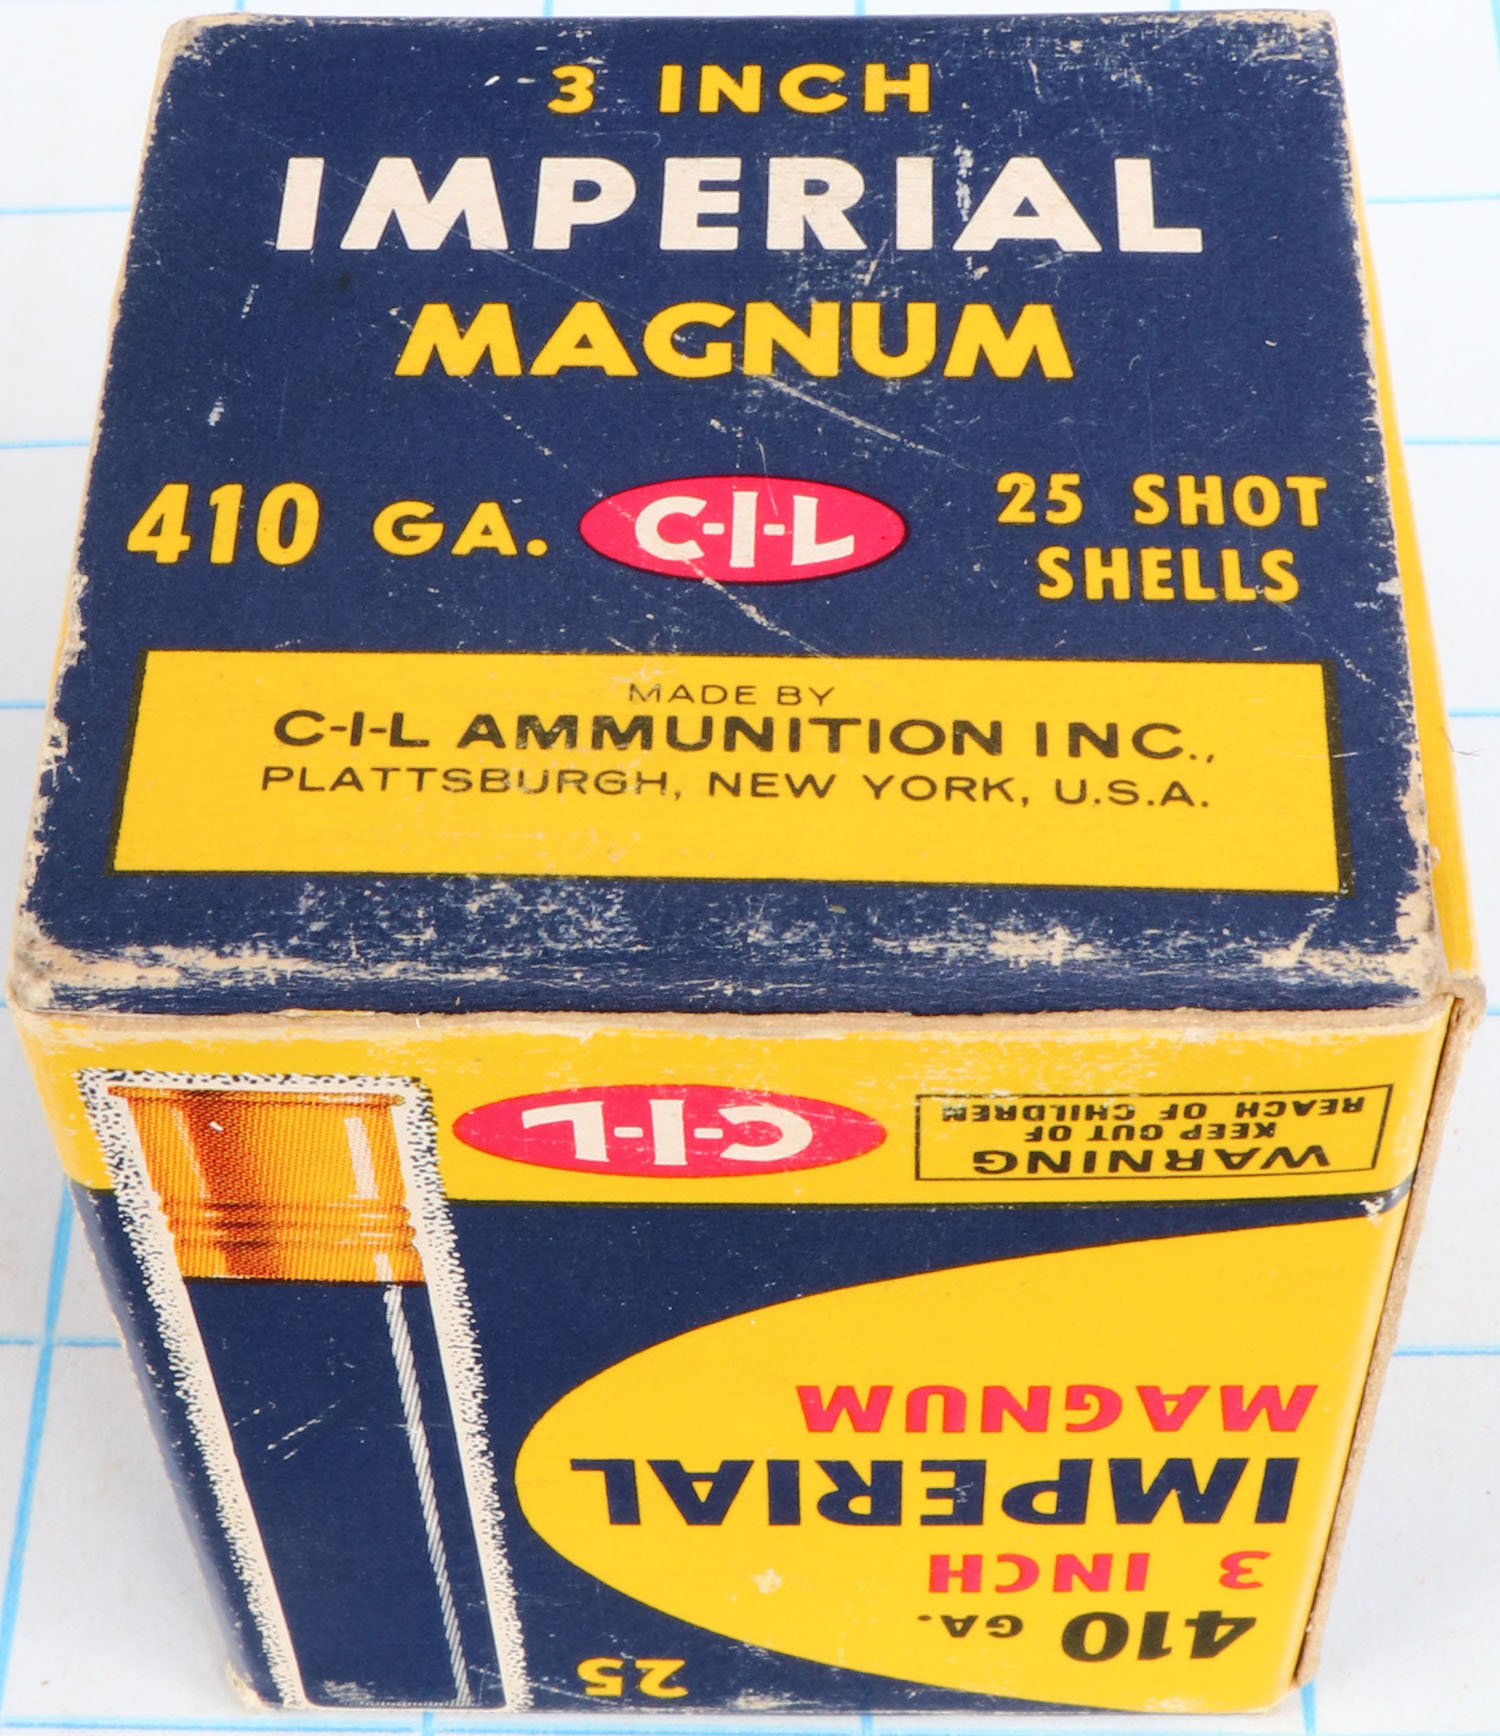 3 INCH
IMPERIAL
MAGNUM
410 GA.
C-I-L
25 SHOT
SHELLS
MADE BY
C-I-L AMMUNITION INC.,
PLATTSBURGH, NEW YORK, U.S.A.
25
410 GA.
3 INCH
IMPERIAL
MAGNUM
WARNING
KEEP OUT OF
REACH OF CHILDREN
C-I-L